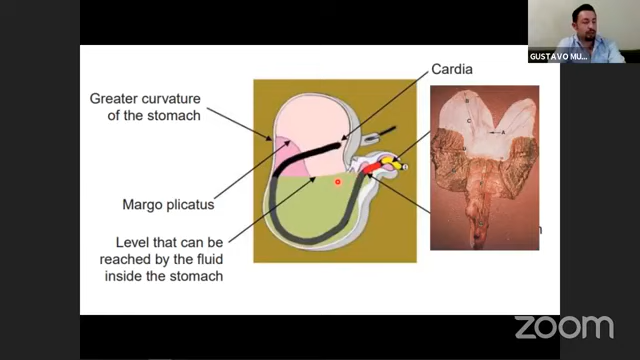 GUSTAVO MU...
Cardia
Greater curvature
of the stomach
B
C
A
Margo plicatus
Level that can be
reached by the fluid
inside the stomach
zoom